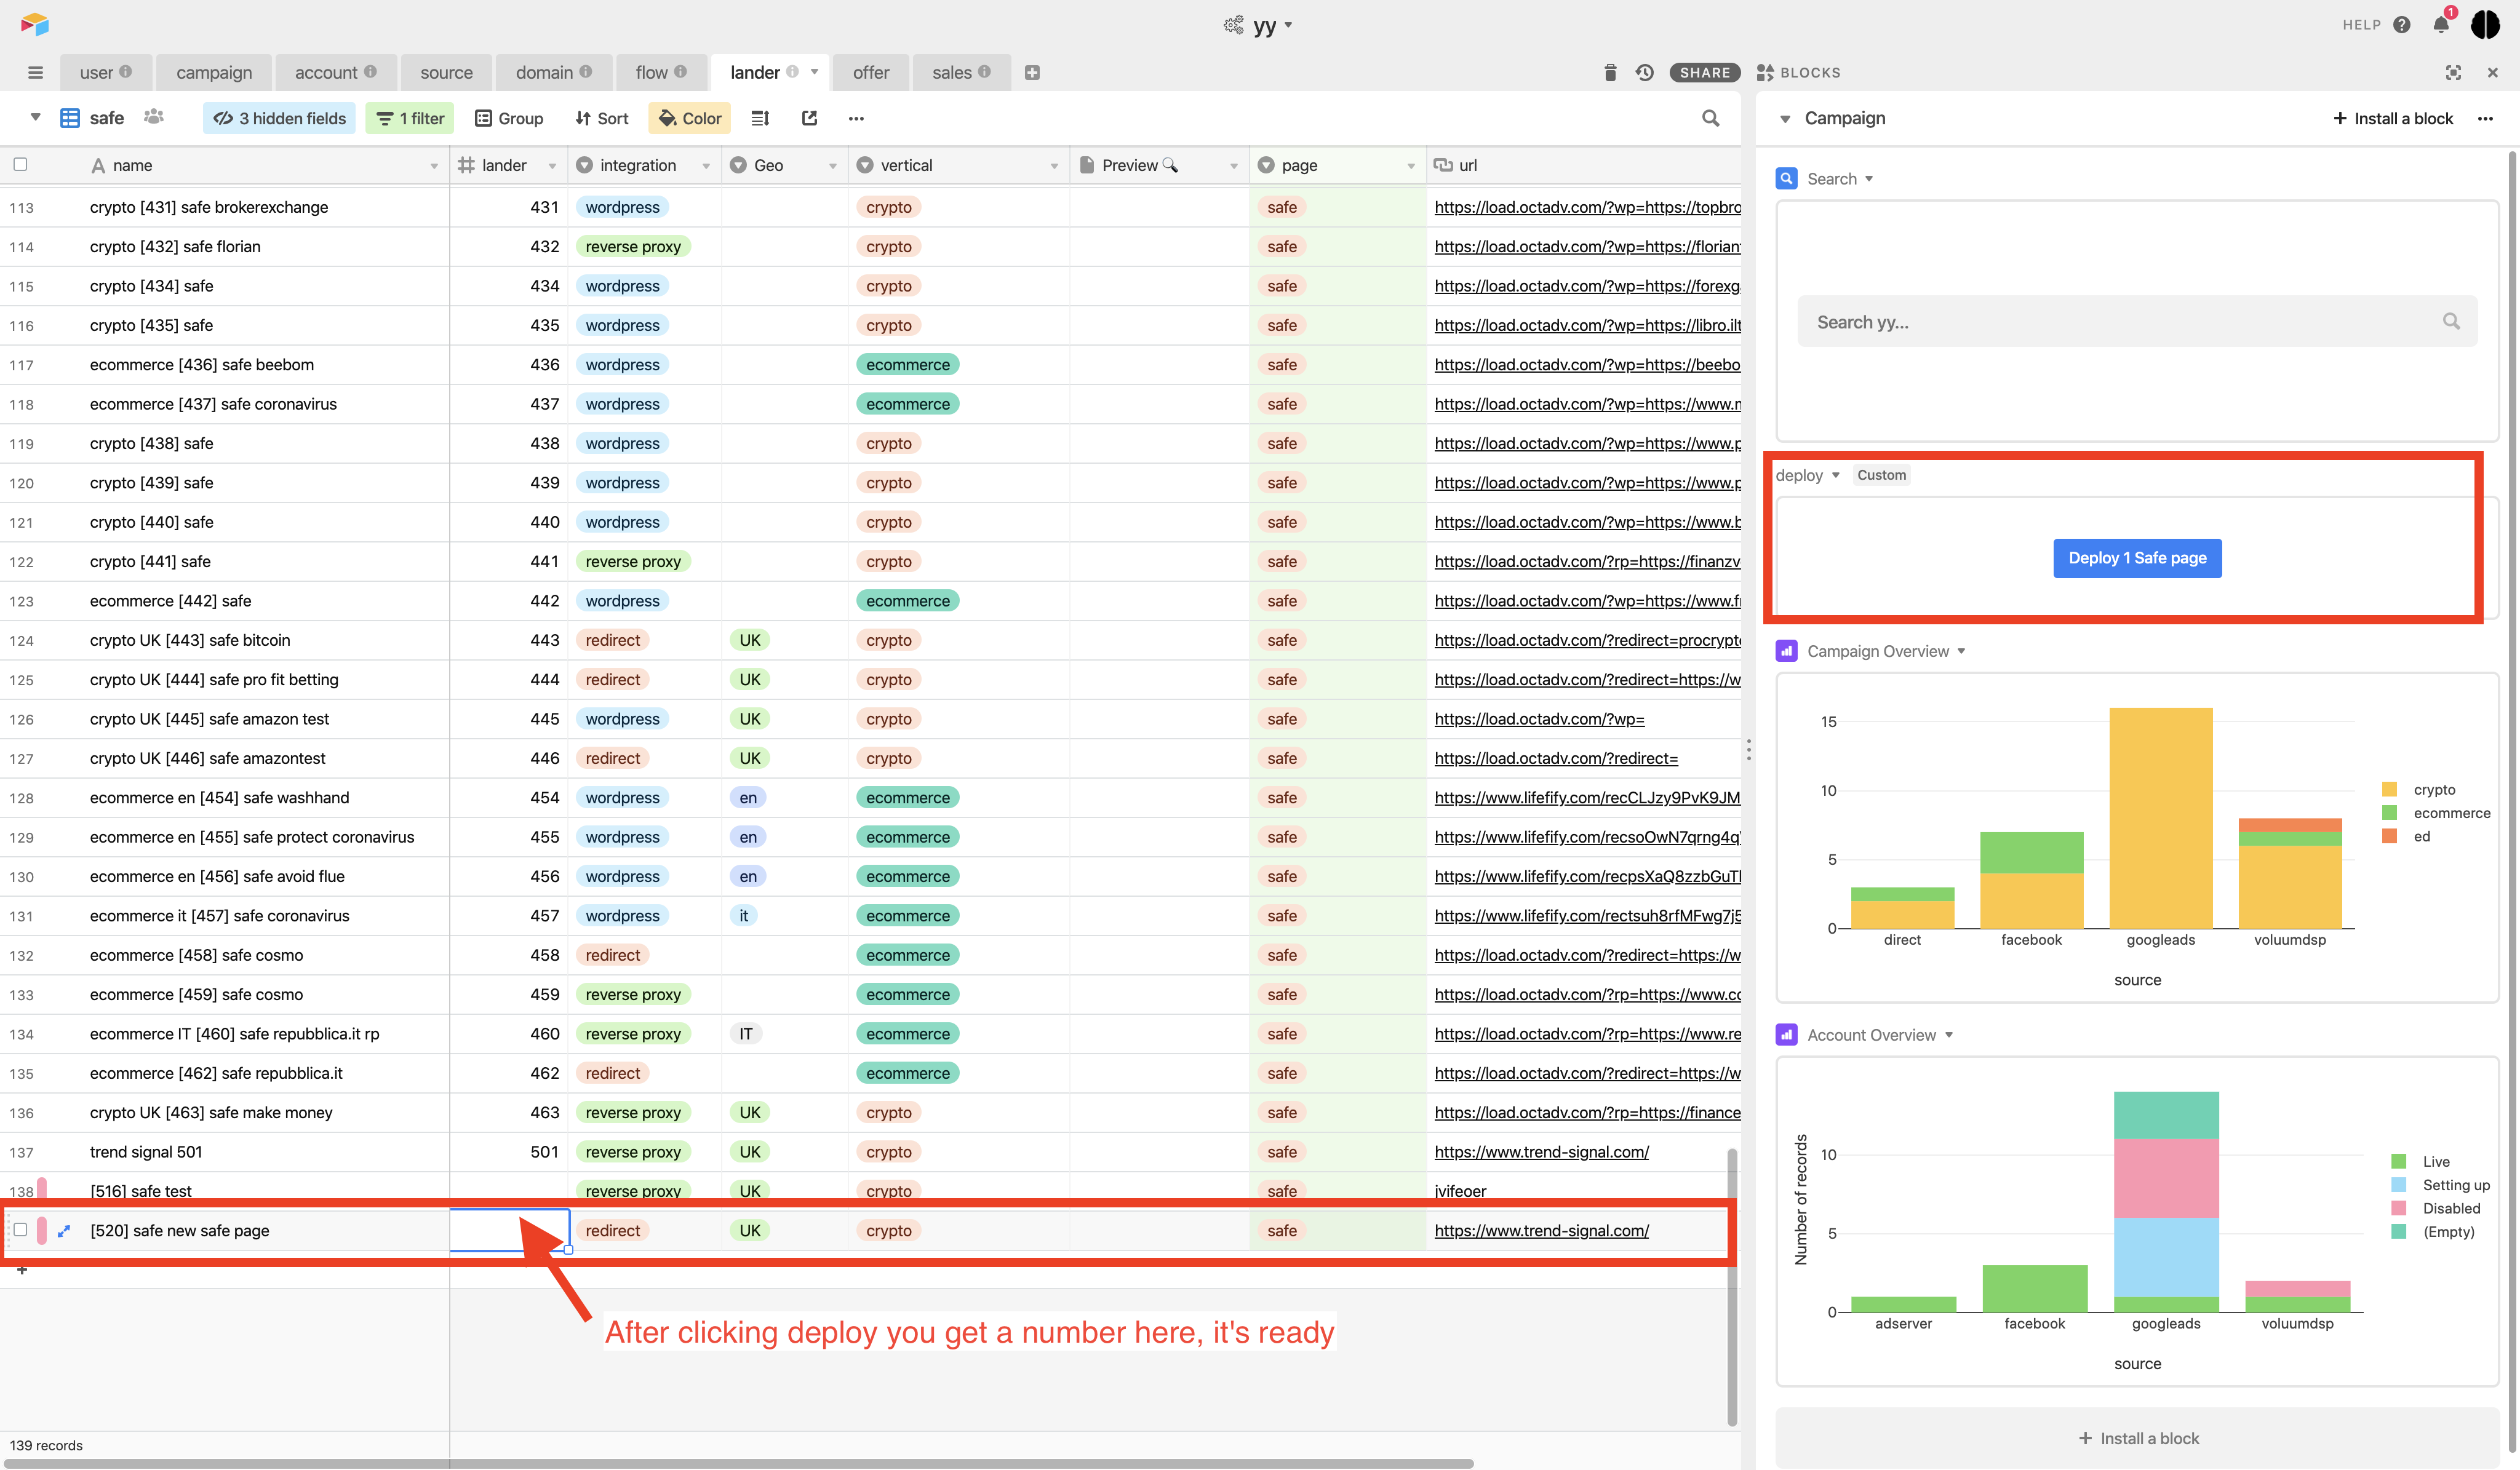 yy
HELP
1
user
campaign
account
source
domain
flow
lander
offer
sales
SHARE
BLOCKS
safe
3 hidden fields
1 filter
Group
Sort
Color
Campaign
+ Install a block
name lander integration Geo vertical Preview page url
113 crypto [431] safe brokerexchange 431 wordpress crypto safe https://load.octadv.com/?wp=https://topbro
114 crypto [432] safe florian 432 reverse proxy crypto safe https://load.octadv.com/?wp=https://florian
115 crypto [434] safe 434 wordpress crypto safe https://load.octadv.com/?wp=https://forexg
116 crypto [435] safe 435 wordpress crypto safe https://load.octadv.com/?wp=https://libro.ilt
117 ecommerce [436] safe beebom 436 wordpress ecommerce safe https://load.octadv.com/?wp=https://beebo
118 ecommerce [437] safe coronavirus 437 wordpress ecommerce safe https://load.octadv.com/?wp=https://www.m
119 crypto [438] safe 438 wordpress crypto safe https://load.octadv.com/?wp=https://www.p
120 crypto [439] safe 439 wordpress crypto safe https://load.octadv.com/?wp=https://www.p
121 crypto [440] safe 440 wordpress crypto safe https://load.octadv.com/?wp=https://www.b
122 crypto [441] safe 441 reverse proxy crypto safe https://load.octadv.com/?rp=https://finanzv
123 ecommerce [442] safe 442 wordpress ecommerce safe https://load.octadv.com/?wp=https://www.fr
124 crypto UK [443] safe bitcoin 443 redirect UK crypto safe https://load.octadv.com/?redirect=procrypto
125 crypto UK [444] safe pro fit betting 444 redirect UK crypto safe https://load.octadv.com/?redirect=https://w
126 crypto UK [445] safe amazon test 445 wordpress UK crypto safe https://load.octadv.com/?wp=
127 crypto UK [446] safe amazontest 446 redirect UK crypto safe https://load.octadv.com/?redirect=
128 ecommerce en [454] safe washhand 454 wordpress en ecommerce safe https://www.lifefify.com/recCLJzy9PvK9JM
129 ecommerce en [455] safe protect coronavirus 455 wordpress en ecommerce safe https://www.lifefify.com/recsoOwN7qrng4q
130 ecommerce en [456] safe avoid flue 456 wordpress en ecommerce safe https://www.lifefify.com/recpsXaQ8zzbGuT
131 ecommerce it [457] safe coronavirus 457 wordpress it ecommerce safe https://www.lifefify.com/rectsuh8rfMFwg7j5
132 ecommerce [458] safe cosmo 458 redirect ecommerce safe https://load.octadv.com/?redirect=https://w
133 ecommerce [459] safe cosmo 459 reverse proxy ecommerce safe https://load.octadv.com/?rp=https://www.co
134 ecommerce IT [460] safe repubblica.it rp 460 reverse proxy IT ecommerce safe https://load.octadv.com/?rp=https://www.re
135 ecommerce [462] safe repubblica.it 462 redirect ecommerce safe https://load.octadv.com/?redirect=https://w
136 crypto UK [463] safe make money 463 reverse proxy UK crypto safe https://load.octadv.com/?rp=https://finance
137 trend signal 501 501 reverse proxy UK crypto safe https://www.trend-signal.com/
138 [516] safe test reverse proxy UK crypto safe jvifeoer
[520] safe new safe page redirect UK crypto safe https://www.trend-signal.com/
+
After clicking deploy you get a number here, it's ready
139 records
Search
Search yy...
deploy Custom
Deploy 1 Safe page
Campaign Overview
15
10
5
0
direct facebook googleads voluumdsp
source
crypto
ecommerce
ed
Account Overview
Number of records
10
5
0
adserver facebook googleads voluumdsp
source
Live
Setting up
Disabled
(Empty)
+ Install a block